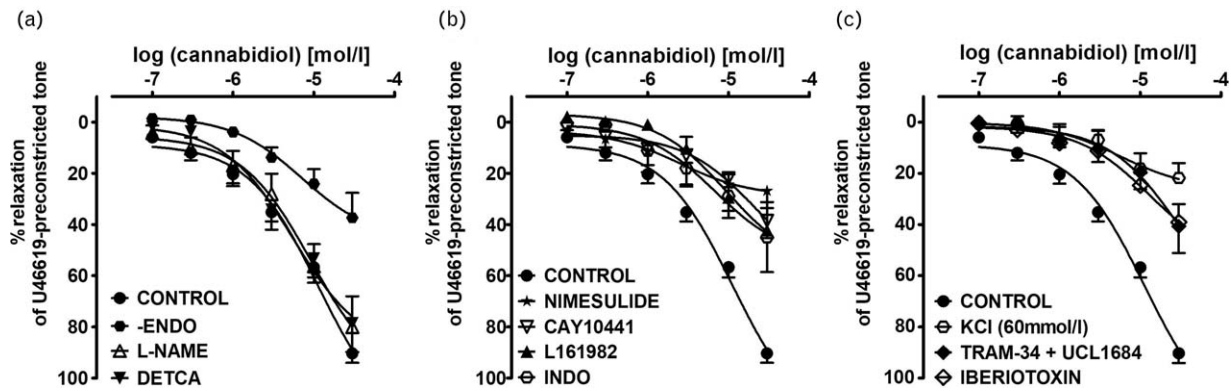 (a)
log (cannabidiol) [mol/l]
-7 -6 -5 -4
% relaxation
of U46619-preconstricted tone
0
20
40
60
80
100
CONTROL
-ENDO
L-NAME
DETCA
(b)
log (cannabidiol) [mol/l]
-7 -6 -5 -4
% relaxation
of U46619-preconstricted tone
0
20
40
60
80
100
CONTROL
NIMESULIDE
CAY10441
L161982
INDO
(c)
log (cannabidiol) [mol/l]
-7 -6 -5 -4
% relaxation
of U46619-preconstricted tone
0
20
40
60
80
100
CONTROL
KCl (60mmol/l)
TRAM-34 + UCL1684
IBERIOTOXIN